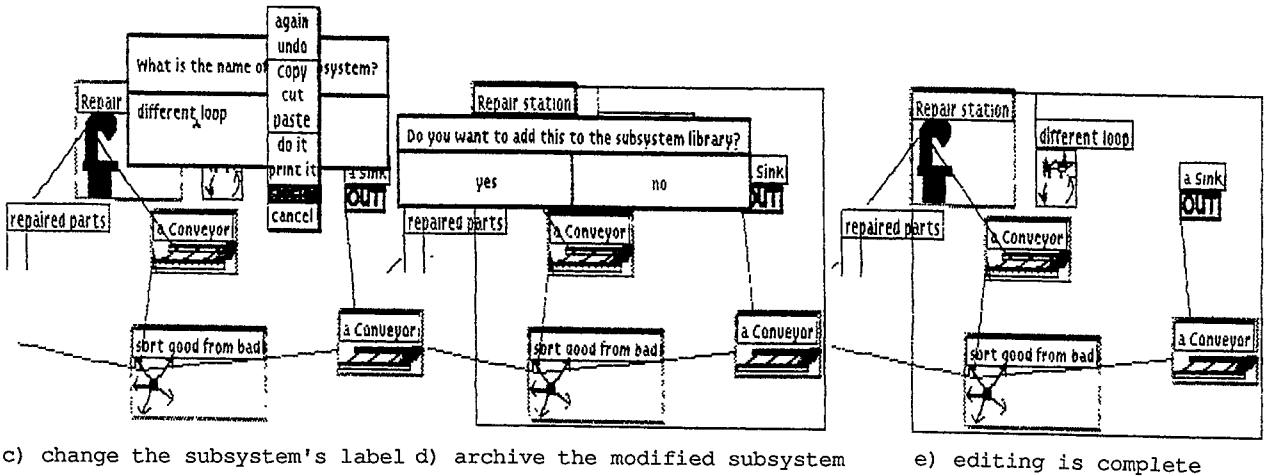 again
undo
copy
cut
paste
do it
print it
cancel
What is the name of system?
different loop
Repair
a Sink
OUT
repaired parts
a Conveyor
a Conveyor
sort good from bad
c) change the subsystem's label
Repair station
Do you want to add this to the subsystem library?
yes
no
Sink
OUT
repaired parts
a Conveyor
a Conveyor
sort good from bad
d) archive the modified subsystem
Repair station
different loop
a Sink
OUT
repaired parts
a Conveyor
a Conveyor
sort good from bad
e) editing is complete